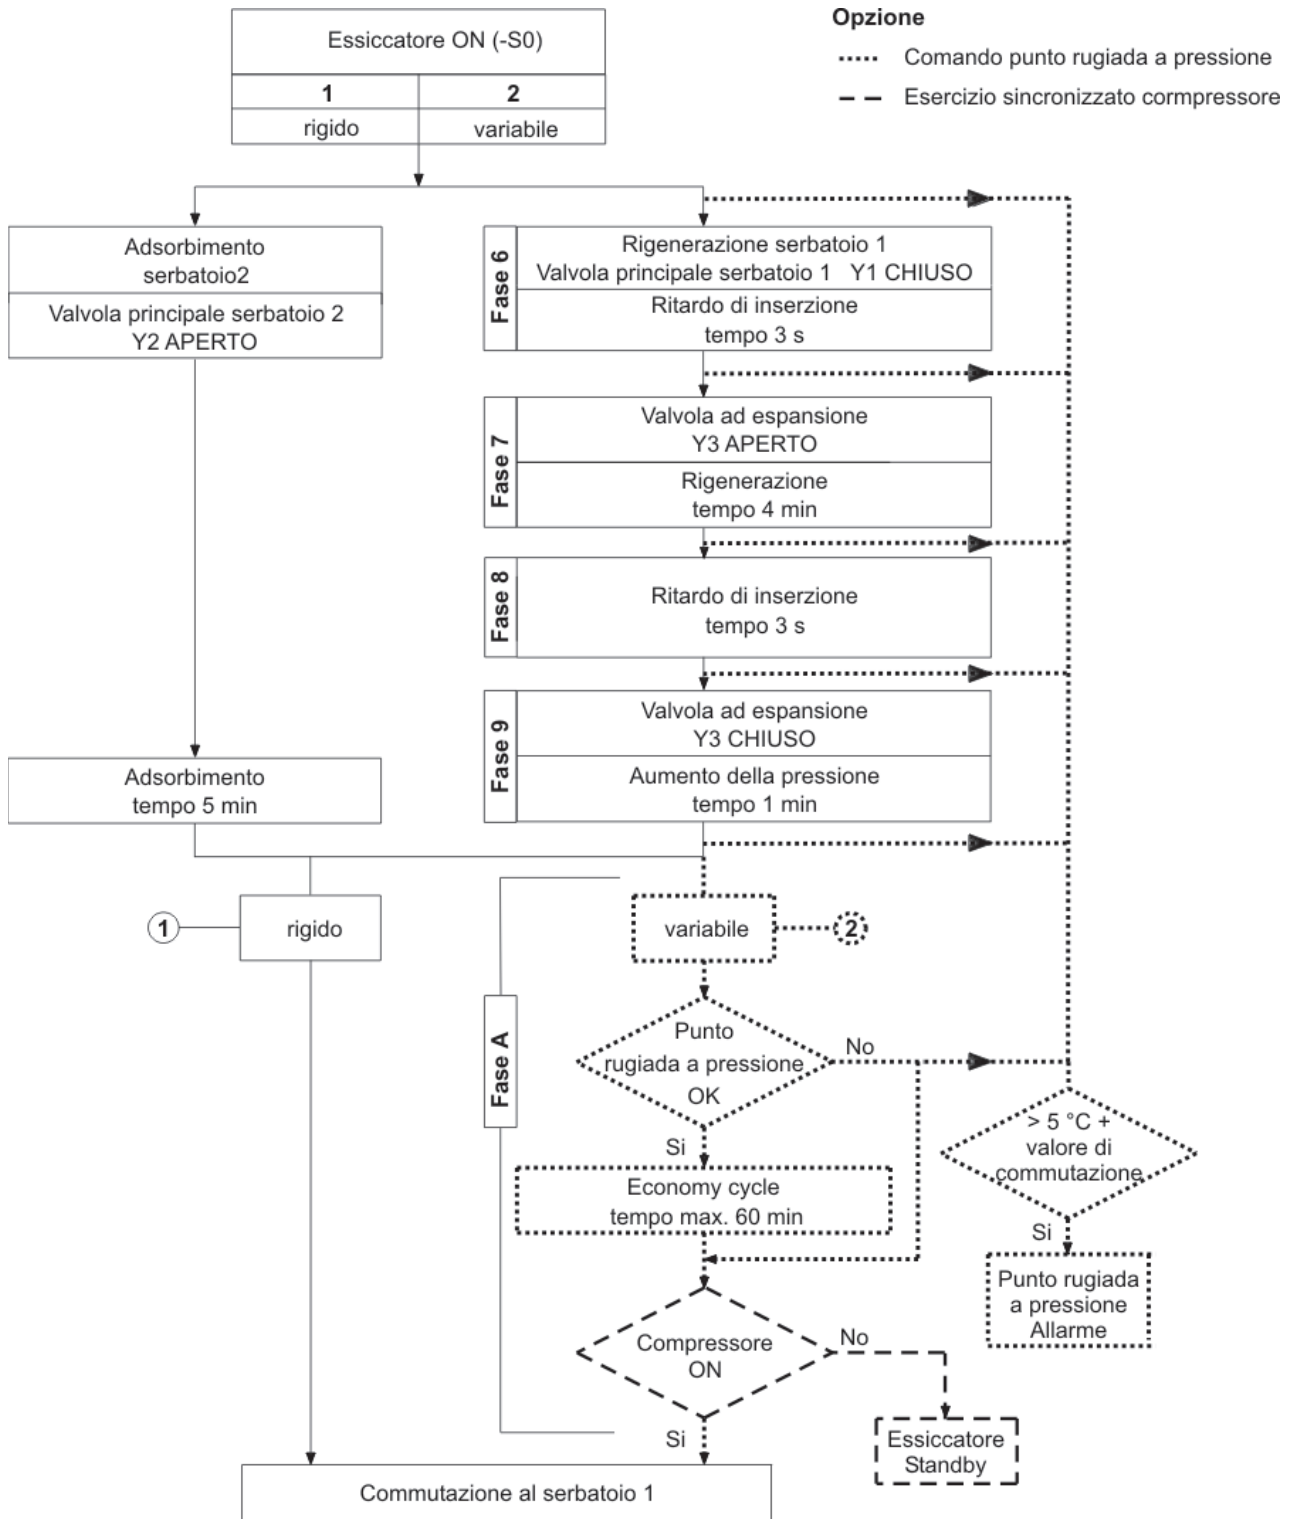 Opzione
Comando punto rugiada a pressione
Esercizio sincronizzato cormpressore
Essiccatore ON (-S0)
1
2
rigido
variabile
Adsorbimento
serbatoio2
Valvola principale serbatoio 2
Y2 APERTO
Fase 6
Rigenerazione serbatoio 1
Valvola principale serbatoio 1 Y1 CHIUSO
Ritardo di inserzione
tempo 3 s
Fase 7
Valvola ad espansione
Y3 APERTO
Rigenerazione
tempo 4 min
Fase 8
Ritardo di inserzione
tempo 3 s
Fase 9
Valvola ad espansione
Y3 CHIUSO
Aumento della pressione
tempo 1 min
Adsorbimento
tempo 5 min
1
rigido
variabile
2
Fase A
Punto
rugiada a pressione
OK
No
Si
> 5 °C +
valore di
commutazione
Si
Economy cycle
tempo max. 60 min
Punto rugiada
a pressione
Allarme
Compressore
ON
No
Si
Essiccatore
Standby
Commutazione al serbatoio 1